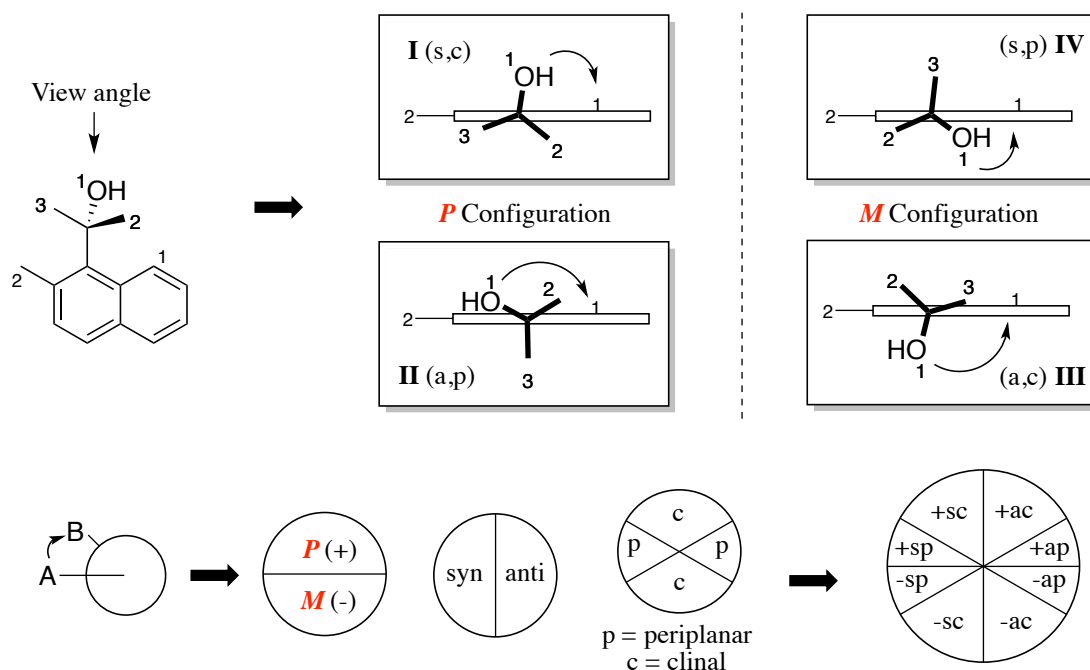 View angle
1
OH
3
2
2
1
I (s,c)
1
OH
1
2
3
2
P Configuration
1
HO
2
1
2
3
II (a,p)
(s,p) IV
3
1
2
2
OH
1
M Configuration
2
3
1
2
HO
1
(a,c) III
B
A
P (+)
M (-)
syn
anti
c
p
p
c
p = periplanar
c = clinal
+sc
+ac
+sp
+ap
-sp
-ap
-sc
-ac